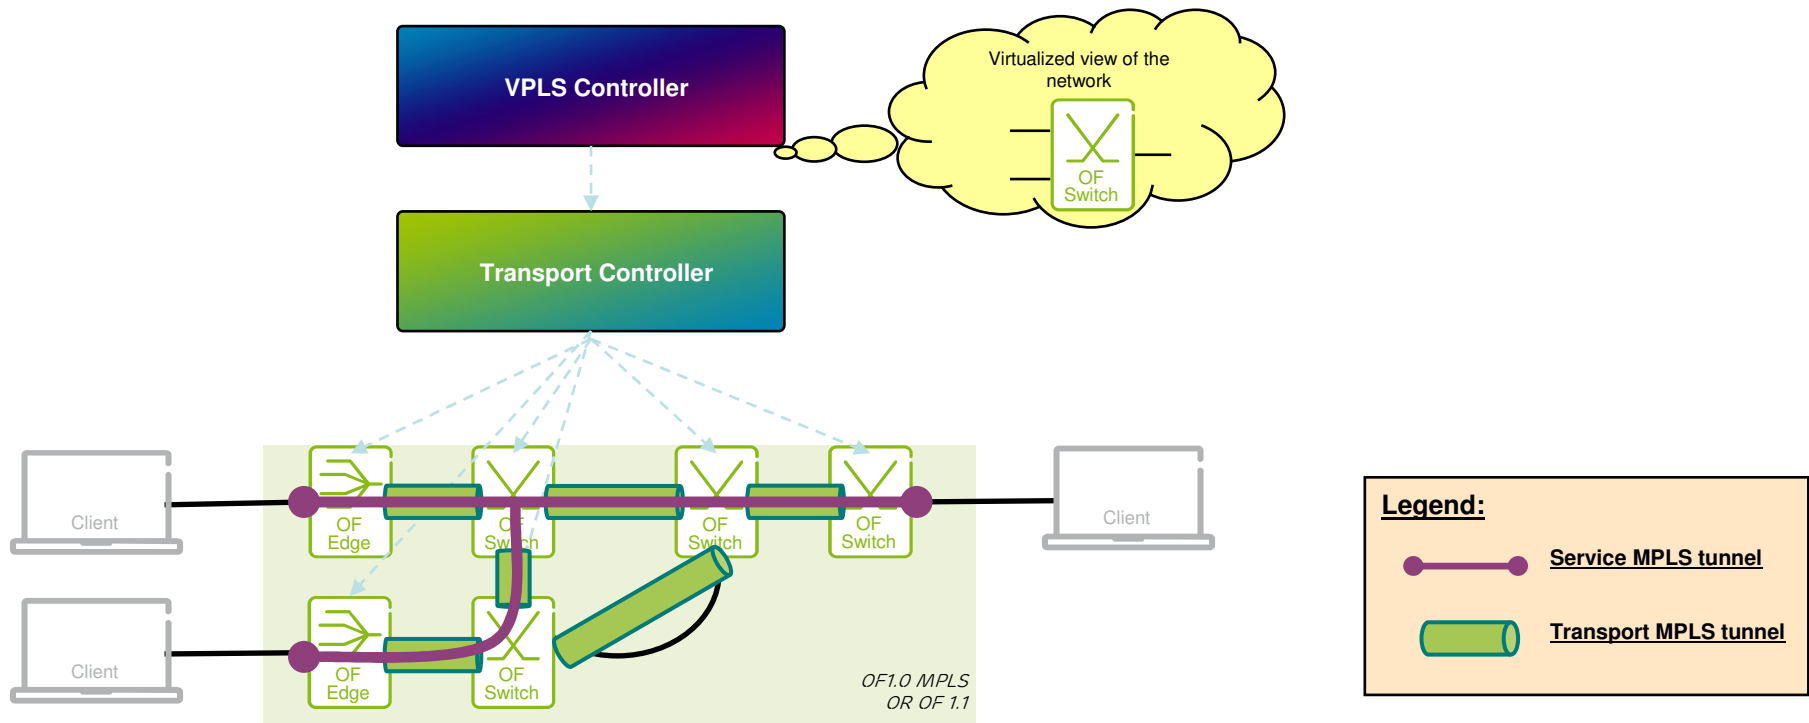 VPLS Controller
Virtualized view of the
network
OF
Switch
Transport Controller
Client
OF
Edge
OF
Switch
OF
Switch
OF
Switch
Client
Client
OF
Edge
OF
Switch
OF1.0 MPLS
OR OF 1.1
Legend:
Service MPLS tunnel
Transport MPLS tunnel